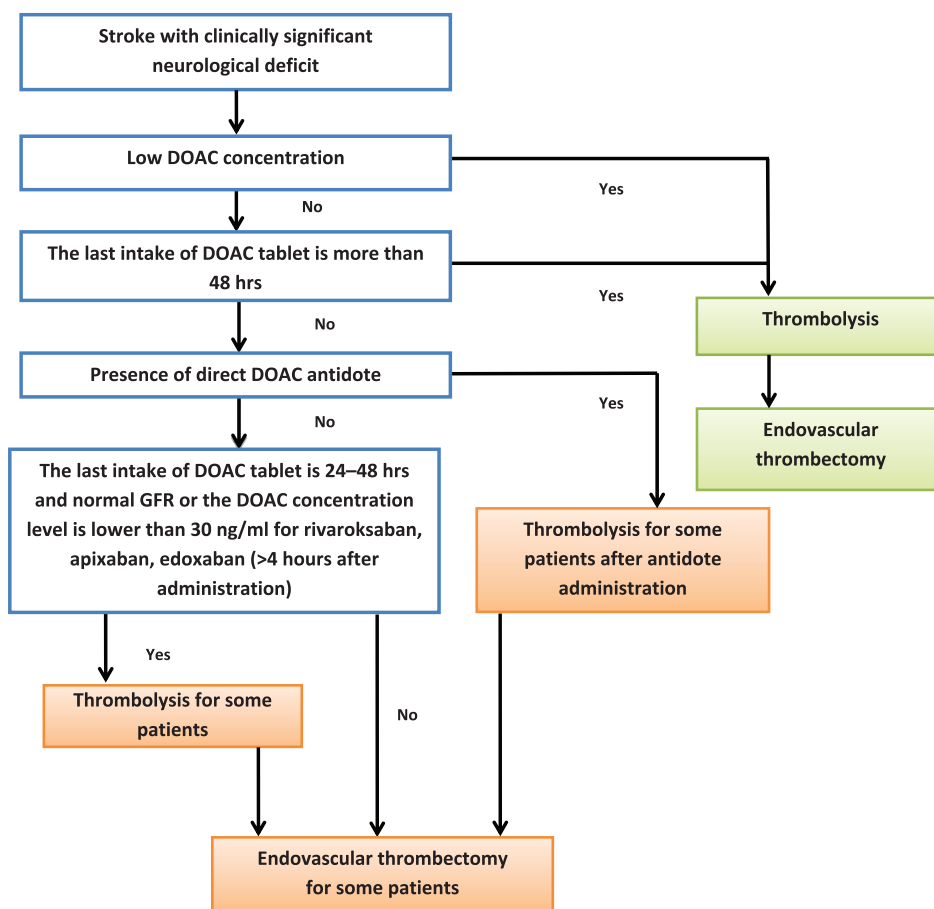 Stroke with clinically significant
neurological deficit
Low DOAC concentration
Yes
No
The last intake of DOAC tablet is more than
48 hrs
Yes
No
Thrombolysis
Presence of direct DOAC antidote
Yes
No
Endovascular
thrombectomy
The last intake of DOAC tablet is 24–48 hrs
and normal GFR or the DOAC concentration
level is lower than 30 ng/ml for rivaroksaban,
apixaban, edoxaban (>4 hours after
administration)
Thrombolysis for some
patients after antidote
administration
Yes
No
Thrombolysis for some
patients
Endovascular thrombectomy
for some patients